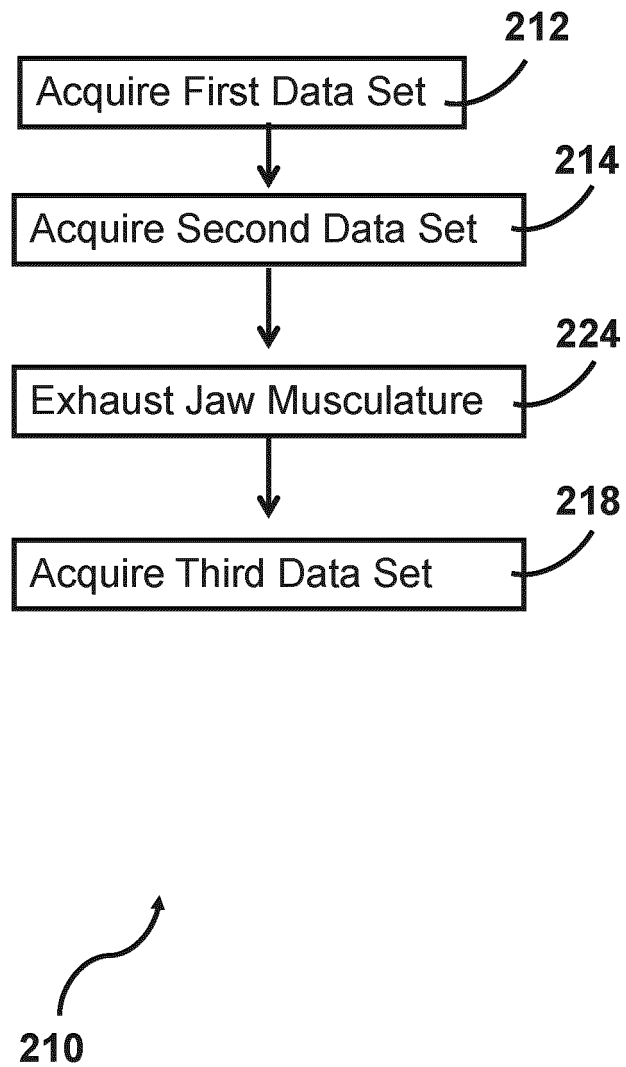 212
Acquire First Data Set
214
Acquire Second Data Set
224
Exhaust Jaw Musculature
218
Acquire Third Data Set
210